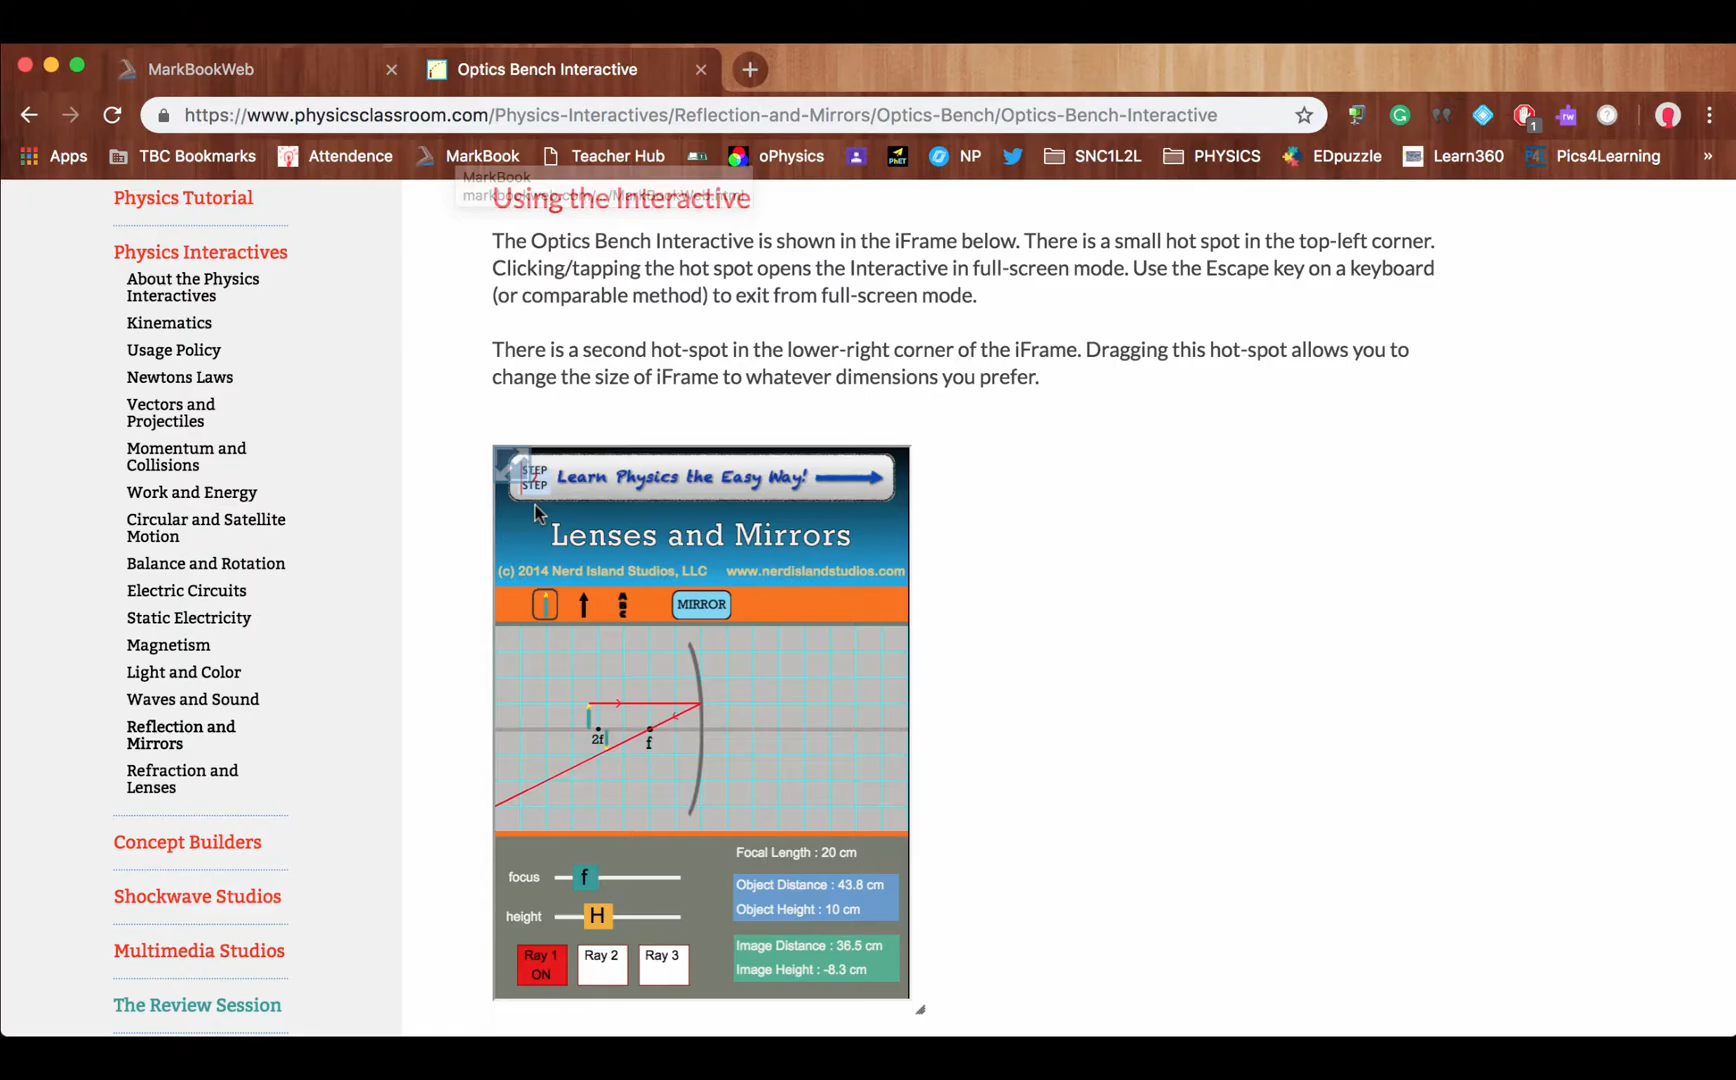 MarkBookWeb
Optics Bench Interactive
https://www.physicsclassroom.com/Physics-Interactives/Reflection-and-Mirrors/Optics-Bench/Optics-Bench-Interactive
1
rw
Apps
TBC Bookmarks
Attendence
MarkBook
Teacher Hub
oPhysics
PhET
NP
SNC1L2L
PHYSICS
EDpuzzle
Learn360
Pics4Learning
»
MarkBook
markbookweb.com/.../MarkBookWeb.html
Physics Tutorial
Physics Interactives
About the Physics
Interactives
Kinematics
Usage Policy
Newtons Laws
Vectors and
Projectiles
Momentum and
Collisions
Work and Energy
Circular and Satellite
Motion
Balance and Rotation
Electric Circuits
Static Electricity
Magnetism
Light and Color
Waves and Sound
Reflection and
Mirrors
Refraction and
Lenses
Concept Builders
Shockwave Studios
Multimedia Studios
The Review Session
Using the Interactive
The Optics Bench Interactive is shown in the iFrame below. There is a small hot spot in the top-left corner.
Clicking/tapping the hot spot opens the Interactive in full-screen mode. Use the Escape key on a keyboard
(or comparable method) to exit from full-screen mode.
There is a second hot-spot in the lower-right corner of the iFrame. Dragging this hot-spot allows you to
change the size of iFrame to whatever dimensions you prefer.
STEP
STEP
Learn Physics the Easy Way!
Lenses and Mirrors
(c) 2014 Nerd Island Studios, LLC www.nerdislandstudios.com
A
B
C
MIRROR
2f
f
focus
f
height
H
Ray 1
ON
Ray 2
Ray 3
Focal Length : 20 cm
Object Distance : 43.8 cm
Object Height : 10 cm
Image Distance : 36.5 cm
Image Height : -8.3 cm